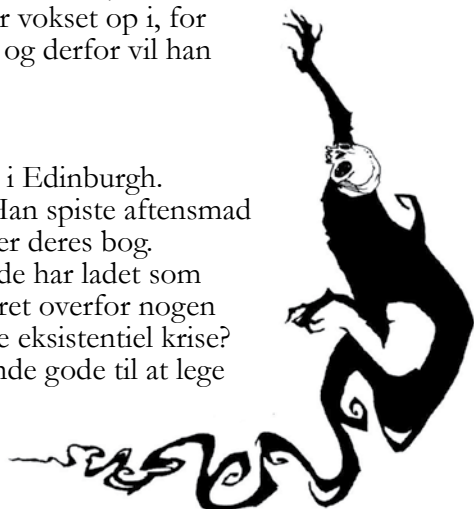 r vokset op i, for
og derfor vil han
i Edinburgh.
Han spiste aftensmad
er deres bog.
de har ladet som
ret overfor nogen
e eksistentiel krise?
nde gode til at lege